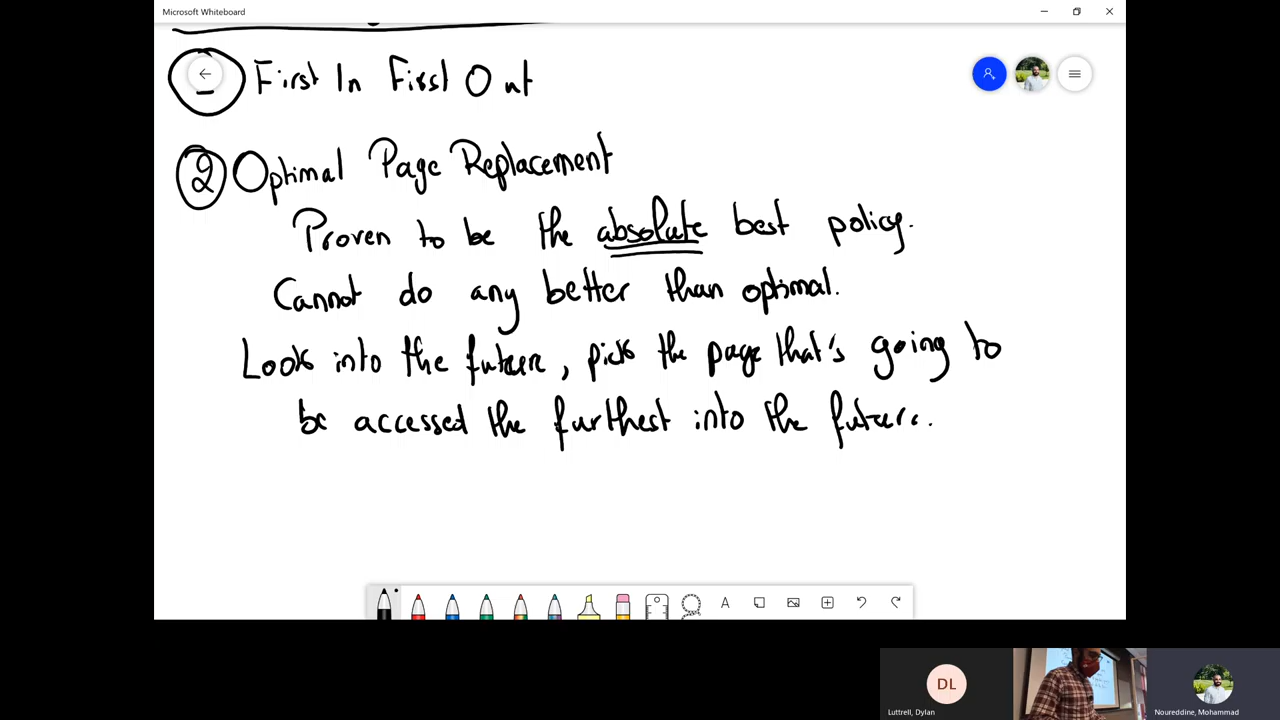 Microsoft Whiteboard
First In First Out
2 Optimal Page Replacement
Proven to be the absolute best policy.
Cannot do any better than optimal.
Look into the future, pick the page that's going to
be accessed the furthest into the future.
A
DL
Luttrell, Dylan
Noureddine, Mohammad